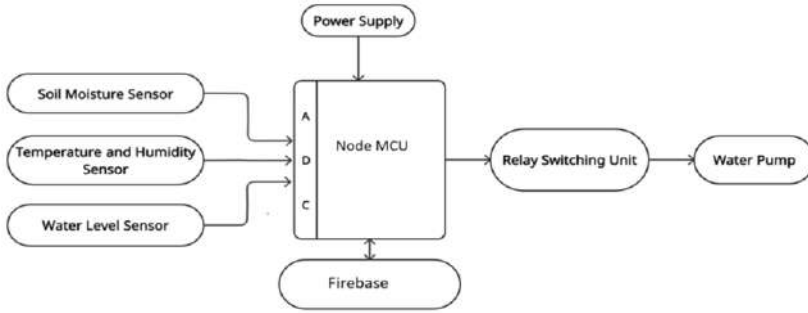 Power Supply
Soil Moisture Sensor
Temperature and Humidity
Sensor
Water Level Sensor
A
D
C
Node MCU
Relay Switching Unit
Water Pump
Firebase